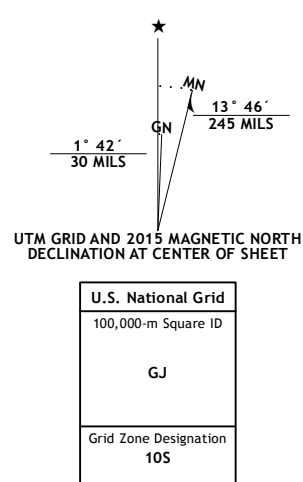 MN
13° 46´
245 MILS
GN
1° 42´
30 MILS
UTM GRID AND 2015 MAGNETIC NORTH
DECLINATION AT CENTER OF SHEET
U.S. National Grid
100,000-m Square ID
GJ
Grid Zone Designation
10S